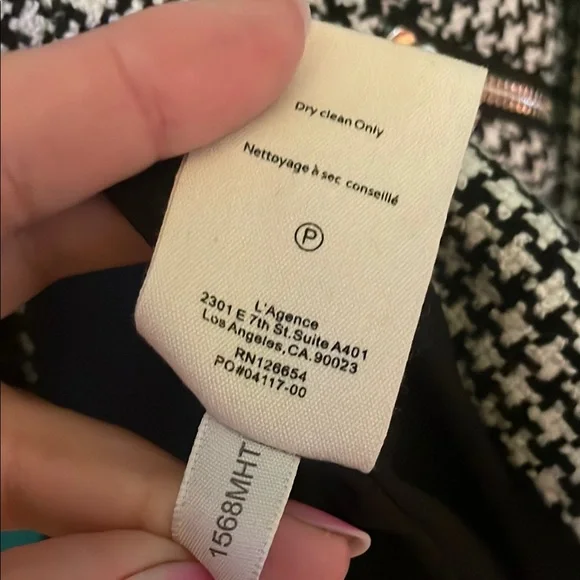 Dry clean Only
Nettoyage à sec conseillé
P
L'Agence
2301 E 7th St.Suite A401
Los Angeles,CA.90023
RN126654
PO#04117-00
1568MHT